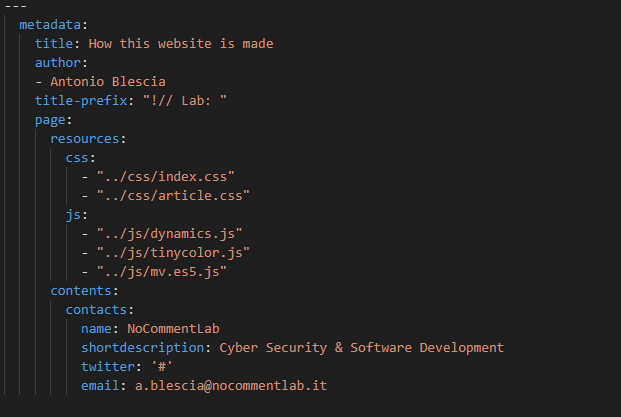 ---
metadata:
title: How this website is made
author:
- Antonio Blescia
title-prefix: "!// Lab: "
page:
resources:
css:
- "../css/index.css"
- "../css/article.css"
js:
- "../js/dynamics.js"
- "../js/tinycolor.js"
- "../js/mv.es5.js"
contents:
contacts:
name: NoCommentLab
shortdescription: Cyber Security & Software Development
twitter: '#'
email: a.blescia@nocommentlab.it